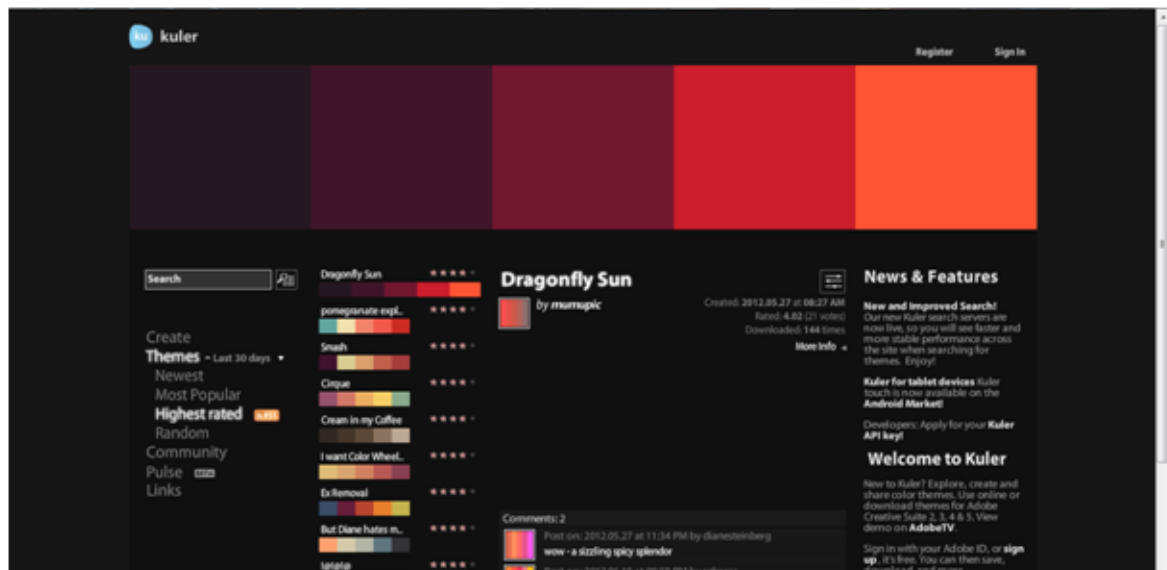 ku kuler
Register Sign In
Search
Create
Themes - Last 30 days
Newest
Most Popular
Highest rated
Random
Community
Pulse BETA
Links
Dragonfly Sun
pomegranate expl..
Smash
Cirque
Cream in my Coffee
I want Color Wheel..
Ex Removal
But Diane hates m..
Dragonfly Sun
by mumupic
Created: 2012.05.27 at 08:27 AM
Rated: 4.02 (21 votes)
Downloaded: 144 times
More Info
Comments: 2
Post on: 2012.05.27 at 11:34 PM by dianesteinberg
wow - a sizzling spicy splendor
News & Features
New and Improved Search!
Our new Kuler search servers are
now live, so you will see faster and
more stable performance across
the site when searching for
themes. Enjoy!
Kuler for tablet devices Kuler
touch is now available on the
Android Market!
Developers: Apply for your Kuler
API key!
Welcome to Kuler
New to Kuler? Explore, create and
share color themes. Use online or
download themes for Adobe
Creative Suite 2, 3, 4 & 5. View
demo on AdobeTV.
Sign in with your Adobe ID, or sign
up, it's free. You can then save,